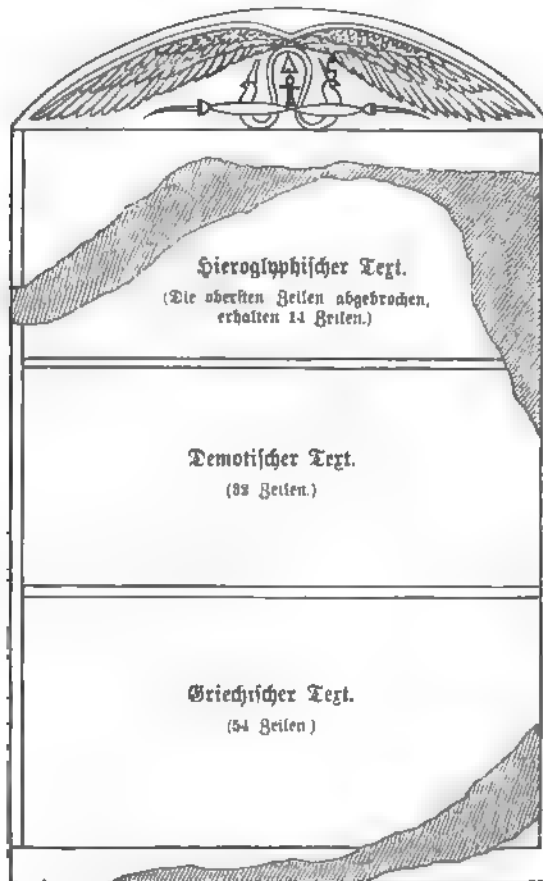 Hieroglyphischer Text.
(Die obersten Zeilen abgebrochen,
erhalten 14 Zeilen.)
Demotischer Text.
(32 Zeilen.)
Griechischer Text.
(54 Zeilen)